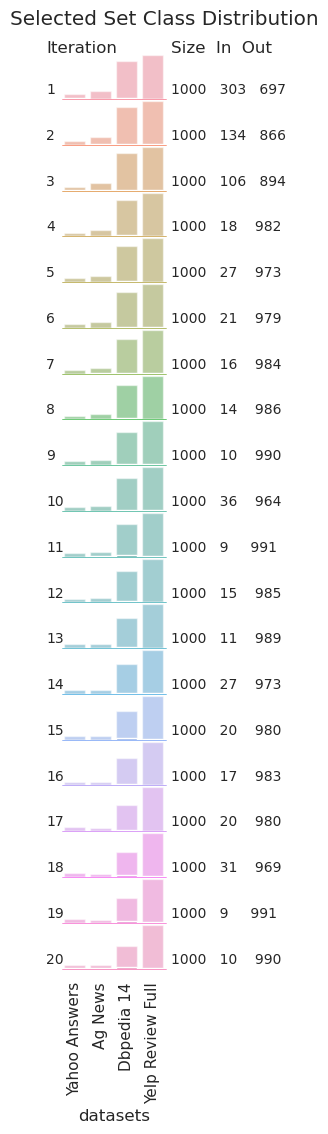 Selected Set Class Distribution
Iteration Size In Out
1 1000 303 697
2 1000 134 866
3 1000 106 894
4 1000 18 982
5 1000 27 973
6 1000 21 979
7 1000 16 984
8 1000 14 986
9 1000 10 990
10 1000 36 964
11 1000 9 991
12 1000 15 985
13 1000 11 989
14 1000 27 973
15 1000 20 980
16 1000 17 983
17 1000 20 980
18 1000 31 969
19 1000 9 991
20 1000 10 990
Yahoo Answers
Ag News
Dbpedia 14
Yelp Review Full
datasets